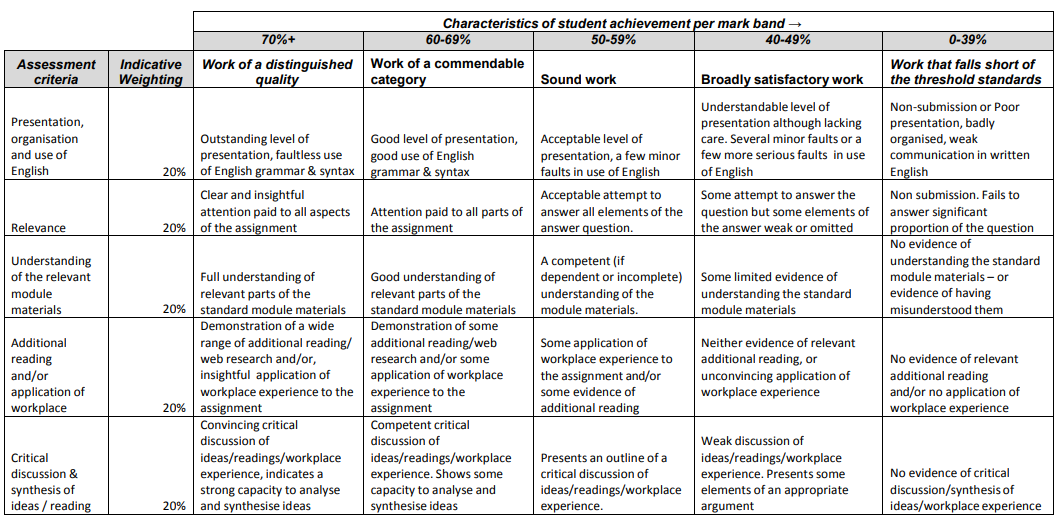 Characteristics of student achievement per mark band →
70%+ 60-69% 50-59% 40-49% 0-39%
Assessment
criteria
Indicative
Weighting
Work of a distinguished
quality
Work of a commendable
category
Sound work
Broadly satisfactory work
Work that falls short of
the threshold standards
Presentation,
organisation
and use of
English
20%
Outstanding level of
presentation, faultless use
of English grammar & syntax
Good level of presentation,
good use of English
grammar & syntax
Acceptable level of
presentation, a few minor
faults in use of English
Understandable level of
presentation although lacking
care. Several minor faults or a
few more serious faults in use
of English
Non-submission or Poor
presentation, badly
organised, weak
communication in written
English
Relevance
20%
Clear and insightful
attention paid to all aspects
of the assignment
Attention paid to all parts of
the assignment
Acceptable attempt to
answer all elements of the
answer question.
Some attempt to answer the
question but some elements of
the answer weak or omitted
Non submission. Fails to
answer significant
proportion of the question
Understanding
of the relevant
module
materials
20%
Full understanding of
relevant parts of the
standard module materials
Good understanding of
relevant parts of the
standard module materials
A competent (if
dependent or incomplete)
understanding of the
module materials.
Some limited evidence of
understanding the standard
module materials
No evidence of
understanding the standard
module materials – or
evidence of having
misunderstood them
Additional
reading
and/or
application of
workplace
20%
Demonstration of a wide
range of additional reading/
web research and/or,
insightful application of
workplace experience to the
assignment
Demonstration of some
additional reading/web
research and/or some
application of workplace
experience to the
assignment
Some application of
workplace experience to
the assignment and/or
some evidence of
additional reading
Neither evidence of relevant
additional reading, or
unconvincing application of
workplace experience
No evidence of relevant
additional reading
and/or no application of
workplace experience
Critical
discussion &
synthesis of
ideas / reading
20%
Convincing critical
discussion of
ideas/readings/workplace
experience, indicates a
strong capacity to analyse
and synthesise ideas
Competent critical
discussion of
ideas/readings/workplace
experience. Shows some
capacity to analyse and
synthesise ideas
Presents an outline of a
critical discussion of
ideas/readings/workplace
experience.
Weak discussion of
ideas/readings/workplace
experience. Presents some
elements of an appropriate
argument
No evidence of critical
discussion/synthesis of
ideas/workplace experience